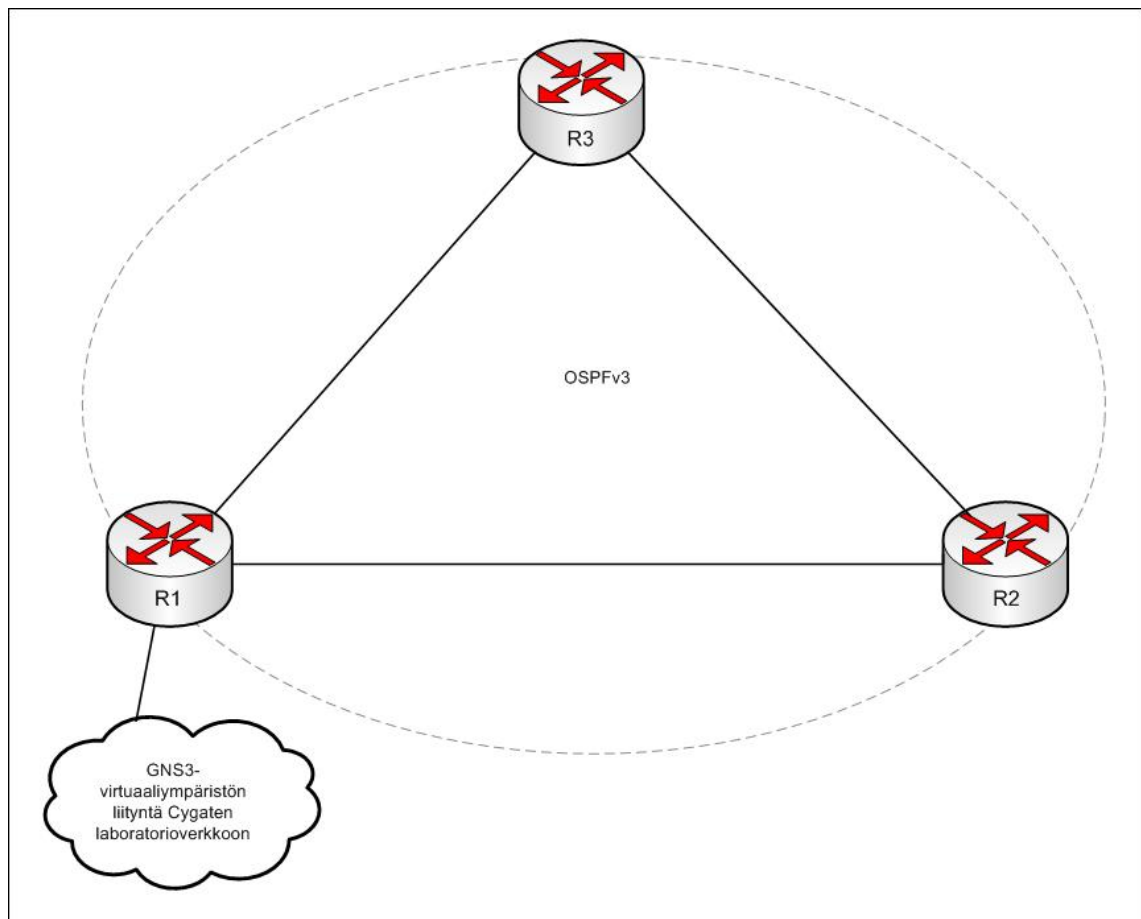 R3
OSPFv3
R1
R2
GNS3-
virtuaaliympäristön
liityntä Cygaten
laboratorioverkkoon